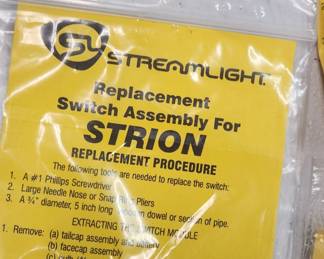 STREAMLIGHT
Replacement
Switch Assembly For
STRION
REPLACEMENT PROCEDURE
The following tools are needed to replace the switch:
1. A #1 Phillips Screwdriver
2. Large Needle Nose or Snap Ring Pliers
3. A ¾" diameter, 5 inch long dowel or section of pipe.
EXTRACTING THE SWITCH MODULE
1. Remove: (a) tailcap assembly and battery
(b) facecap assembly
(c) bulb